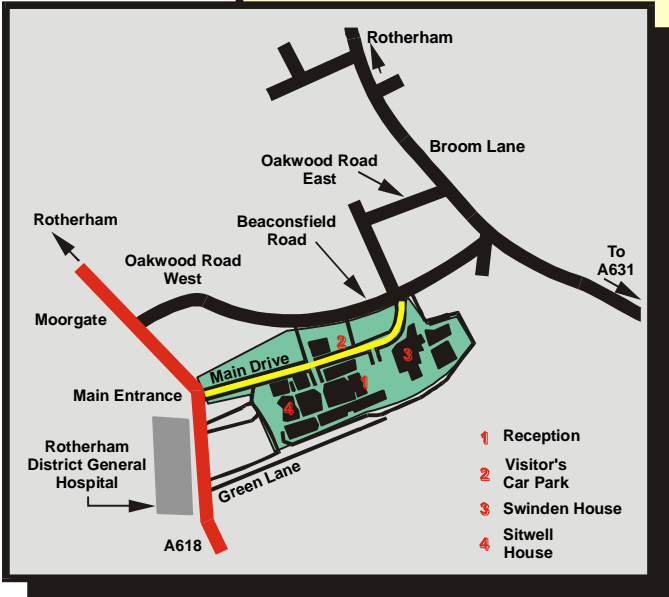 Rotherham
Broom Lane
Oakwood Road
East
Beaconsfield
Road
Rotherham
Oakwood Road
West
To
A631
Moorgate
2
3
Main Drive
1
Main Entrance
4
Rotherham
District General
Hospital
Green Lane
A618
1 Reception
2 Visitor's
Car Park
3 Swinden House
4 Sitwell
House